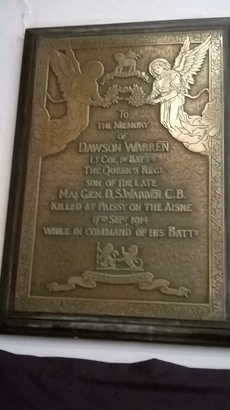 TO
THE MEMORY
OF
DAWSON WARREN
LT COL. 1ST BATTN
THE QUEEN'S REGT
SON OF THE LATE
MAJ. GEN. D.S. WARREN, C.B.
KILLED AT PAISSY ON THE AISNE
17TH SEPT 1914
WHILE IN COMMAND OF HIS BATTN